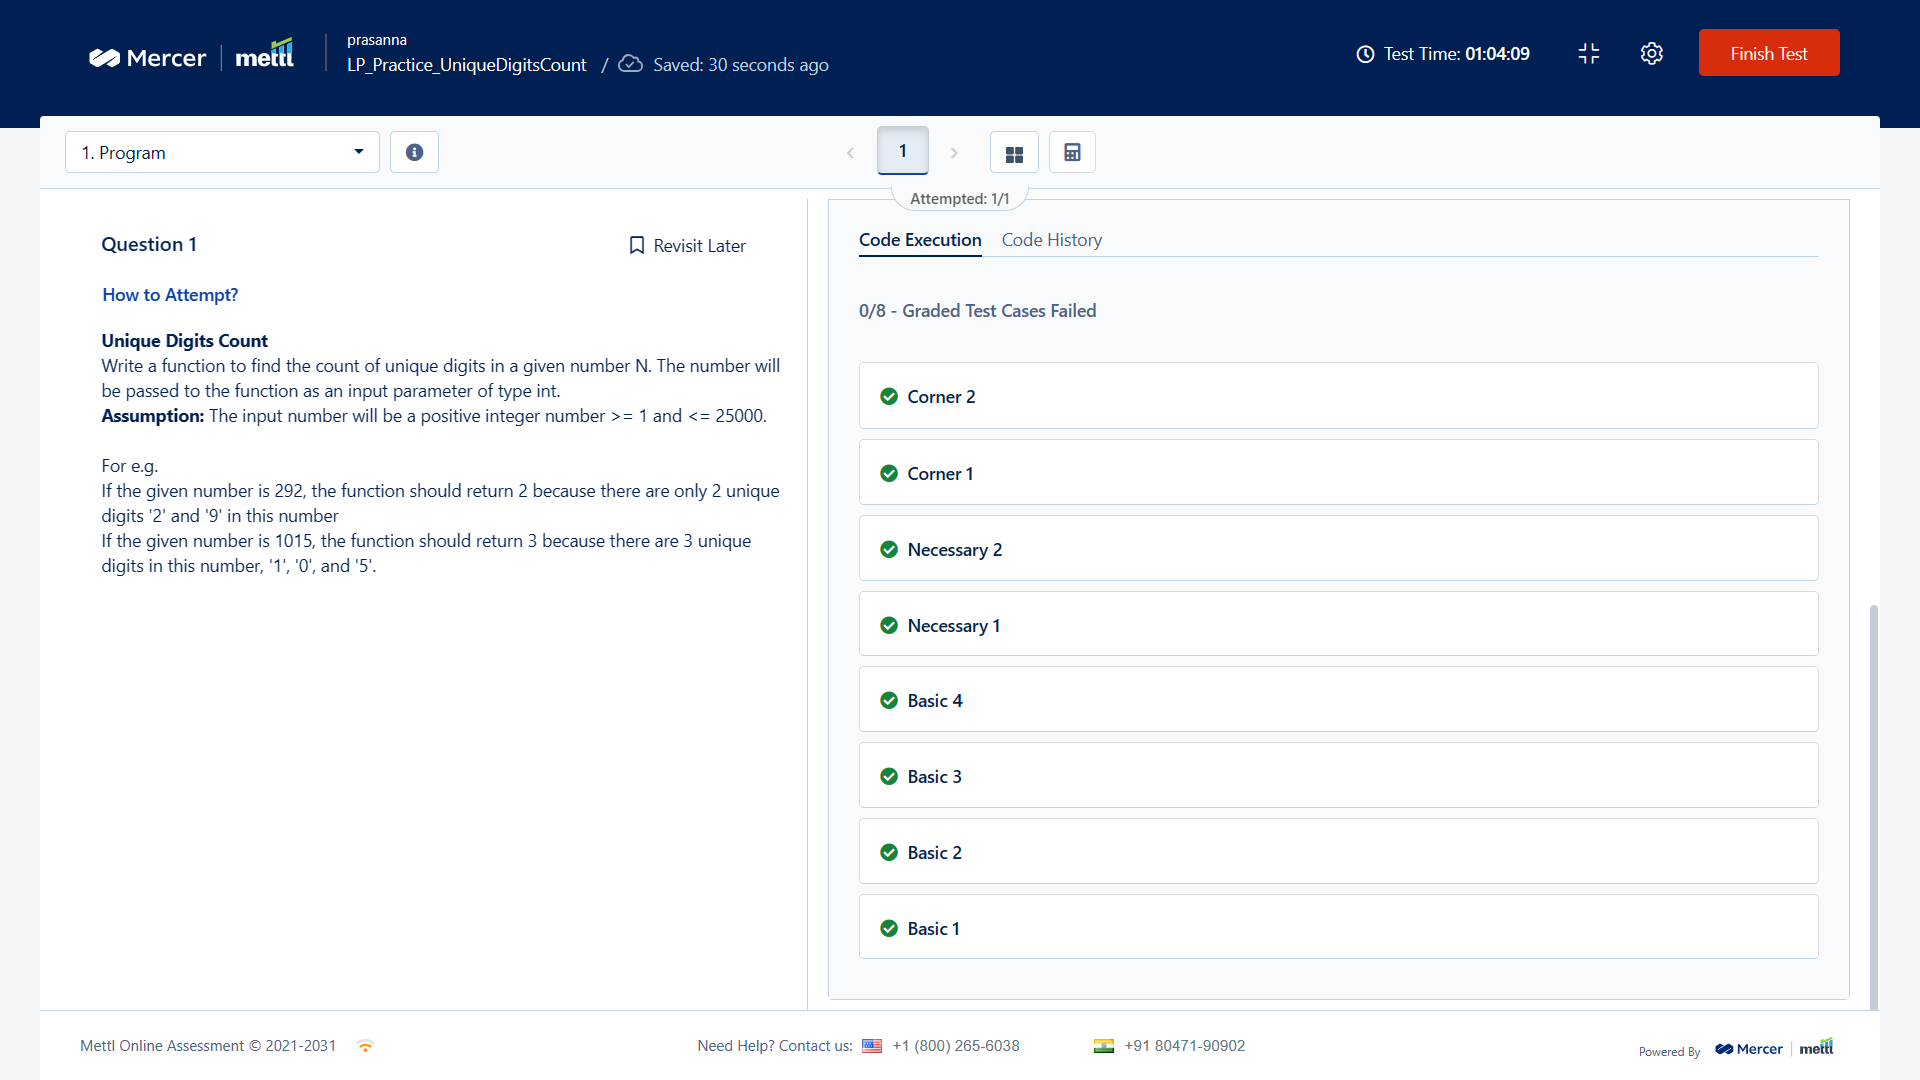 Mercer mettl
prasanna
LP_Practice_UniqueDigitsCount / Saved: 30 seconds ago
Test Time: 01:04:09
Finish Test
1. Program
1
Attempted: 1/1
Question 1
Revisit Later
How to Attempt?
Unique Digits Count
Write a function to find the count of unique digits in a given number N. The number will
be passed to the function as an input parameter of type int.
Assumption: The input number will be a positive integer number >= 1 and <= 25000.
For e.g.
If the given number is 292, the function should return 2 because there are only 2 unique
digits '2' and '9' in this number
If the given number is 1015, the function should return 3 because there are 3 unique
digits in this number, '1', '0', and '5'.
Code Execution Code History
0/8 - Graded Test Cases Failed
Corner 2
Corner 1
Necessary 2
Necessary 1
Basic 4
Basic 3
Basic 2
Basic 1
Mettl Online Assessment © 2021-2031
Need Help? Contact us: +1 (800) 265-6038 +91 80471-90902
Powered By Mercer mettl